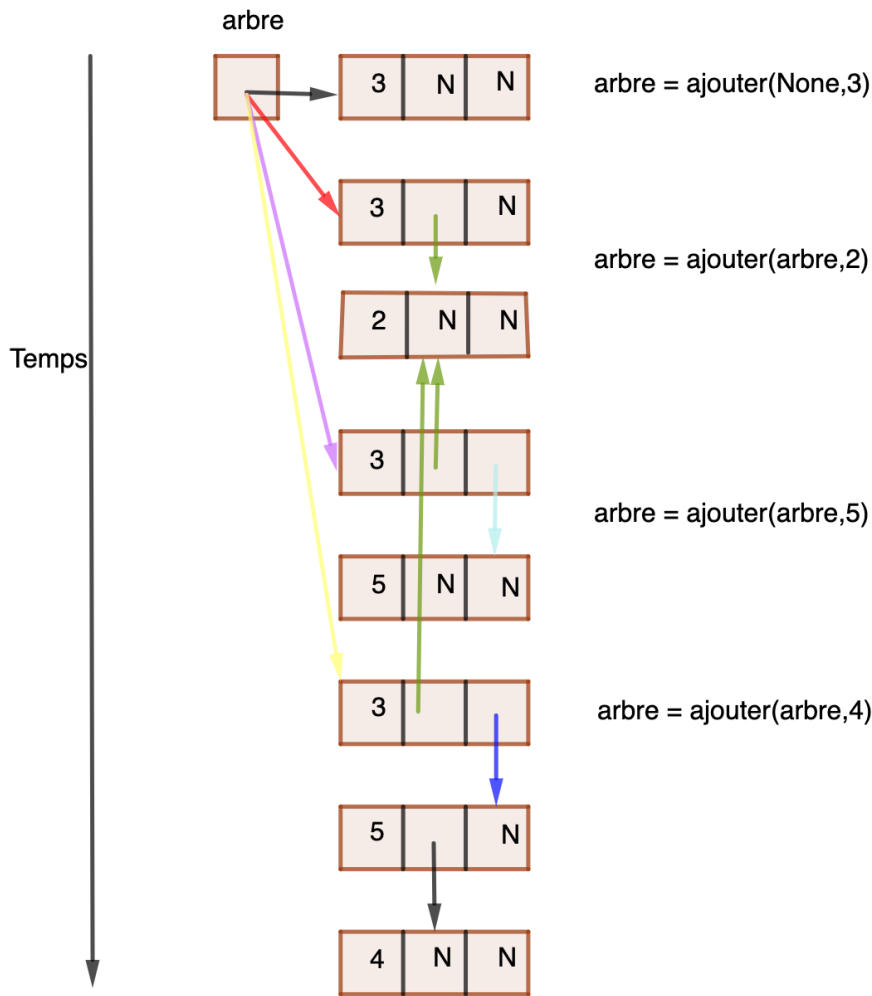 arbre
3 N N arbre = ajouter(None,3)
3 N
arbre = ajouter(arbre,2)
2 N N
Temps
3
arbre = ajouter(arbre,5)
5 N N
3 arbre = ajouter(arbre,4)
5 N
4 N N